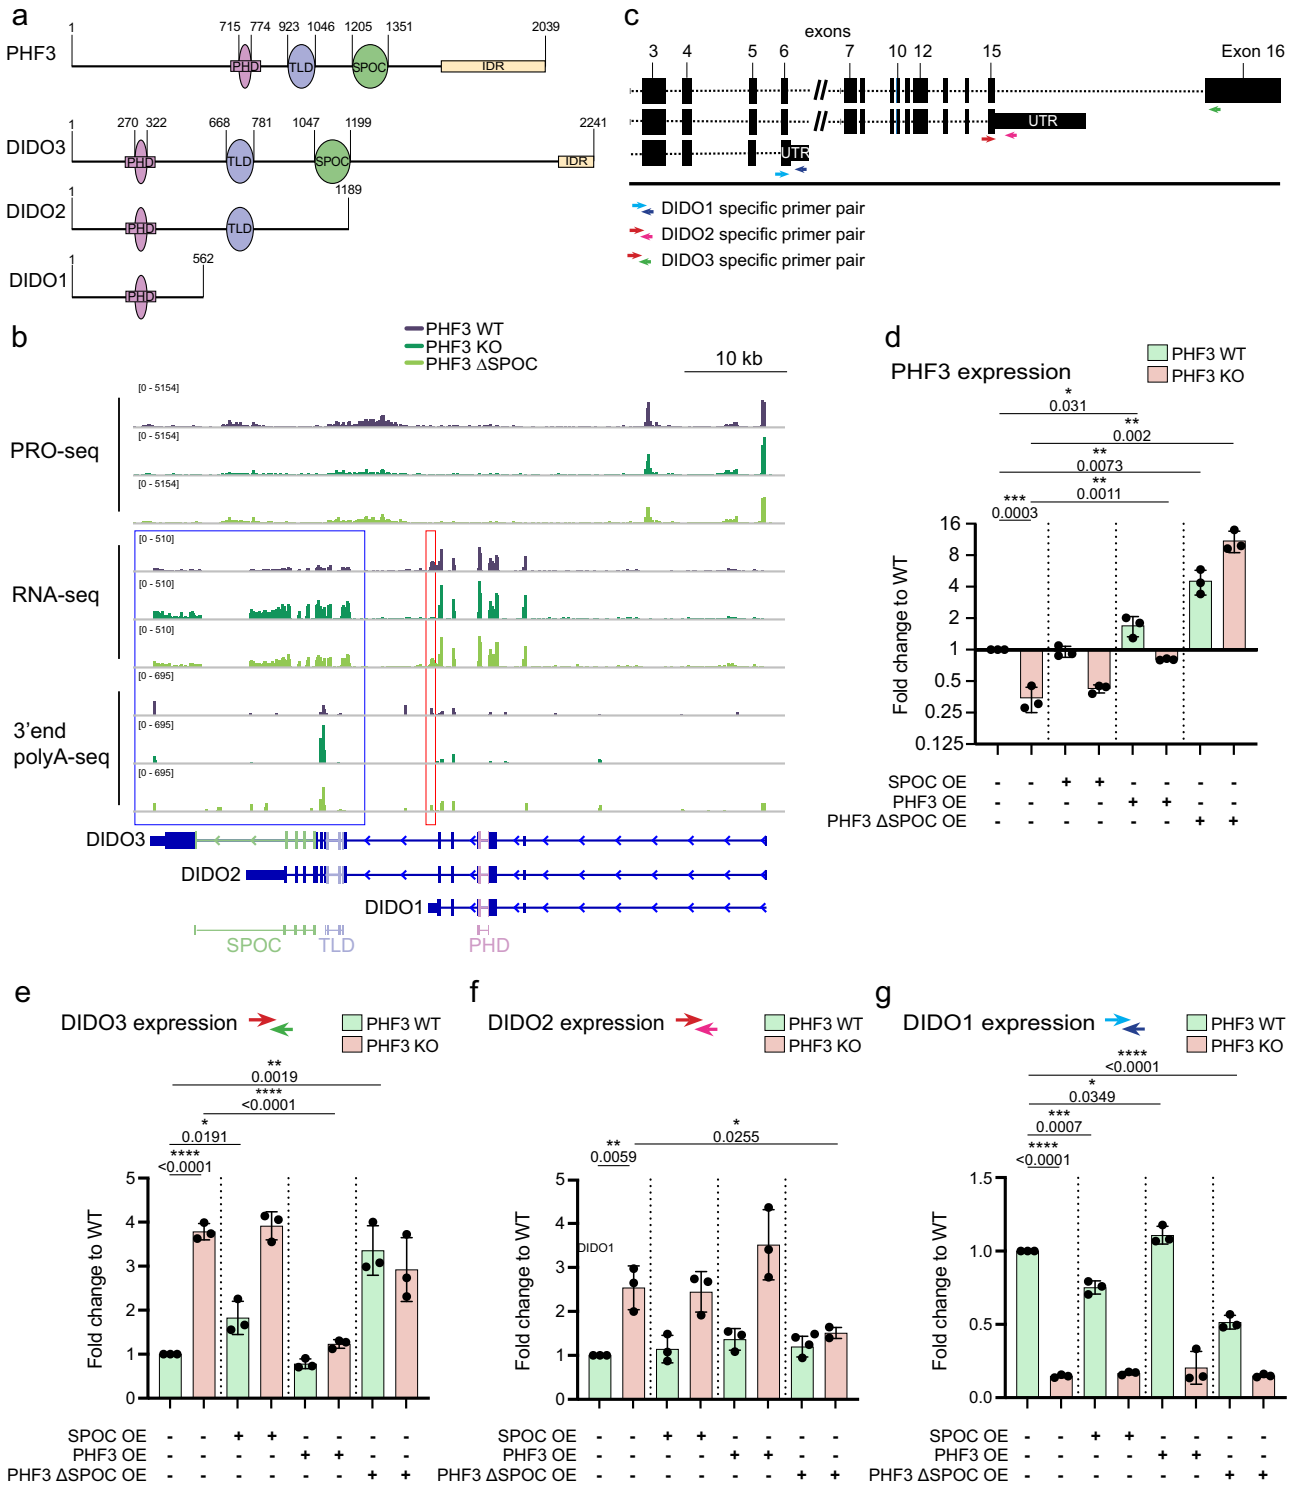 a
1
715
774
923
1046
1205
1351
2039
PHF3
PHD
TLD
SPOC
IDR
1
270
322
668
781
1047
1199
2241
DIDO3
PHD
TLD
SPOC
IDR
1
1189
DIDO2
PHD
TLD
1
562
DIDO1
PHD
c
exons
3
4
5
6
7
10
12
15
Exon 16
UTR
UTR
DIDO1 specific primer pair
DIDO2 specific primer pair
DIDO3 specific primer pair
b
PHF3 WT
PHF3 KO
PHF3 ΔSPOC
10 kb
PRO-seq
[0 - 5154]
[0 - 5154]
[0 - 5154]
RNA-seq
[0 - 510]
[0 - 510]
[0 - 510]
3'end
polyA-seq
[0 - 695]
[0 - 695]
[0 - 695]
DIDO3
DIDO2
DIDO1
SPOC
TLD
PHD
d
PHF3 expression
PHF3 WT
PHF3 KO
*
0.031
**
0.002
**
0.0073
**
0.0011
***
0.0003
Fold change to WT
16
8
4
2
1
0.5
0.25
0.125
SPOC OE - - + + - - - -
PHF3 OE - - - - + + - -
PHF3 ΔSPOC OE - - - - - - + +
e
DIDO3 expression
PHF3 WT
PHF3 KO
**
0.0019
****
<0.0001
*
0.0191
****
<0.0001
Fold change to WT
5
4
3
2
1
0
SPOC OE - - + + - - - -
PHF3 OE - - - - + + - -
PHF3 ΔSPOC OE - - - - - - + +
f
DIDO2 expression
PHF3 WT
PHF3 KO
*
0.0255
**
0.0059
DIDO1
Fold change to WT
5
4
3
2
1
0
- - + + - - - -
- - - - + + - -
- - - - - - + +
g
DIDO1 expression
PHF3 WT
PHF3 KO
****
<0.0001
*
0.0349
***
0.0007
****
<0.0001
Fold change to WT
1.5
1.0
0.5
0.0
SPOC OE - - + + - - - -
PHF3 OE - - - - + + - -
PHF3 ΔSPOC OE - - - - - - + +